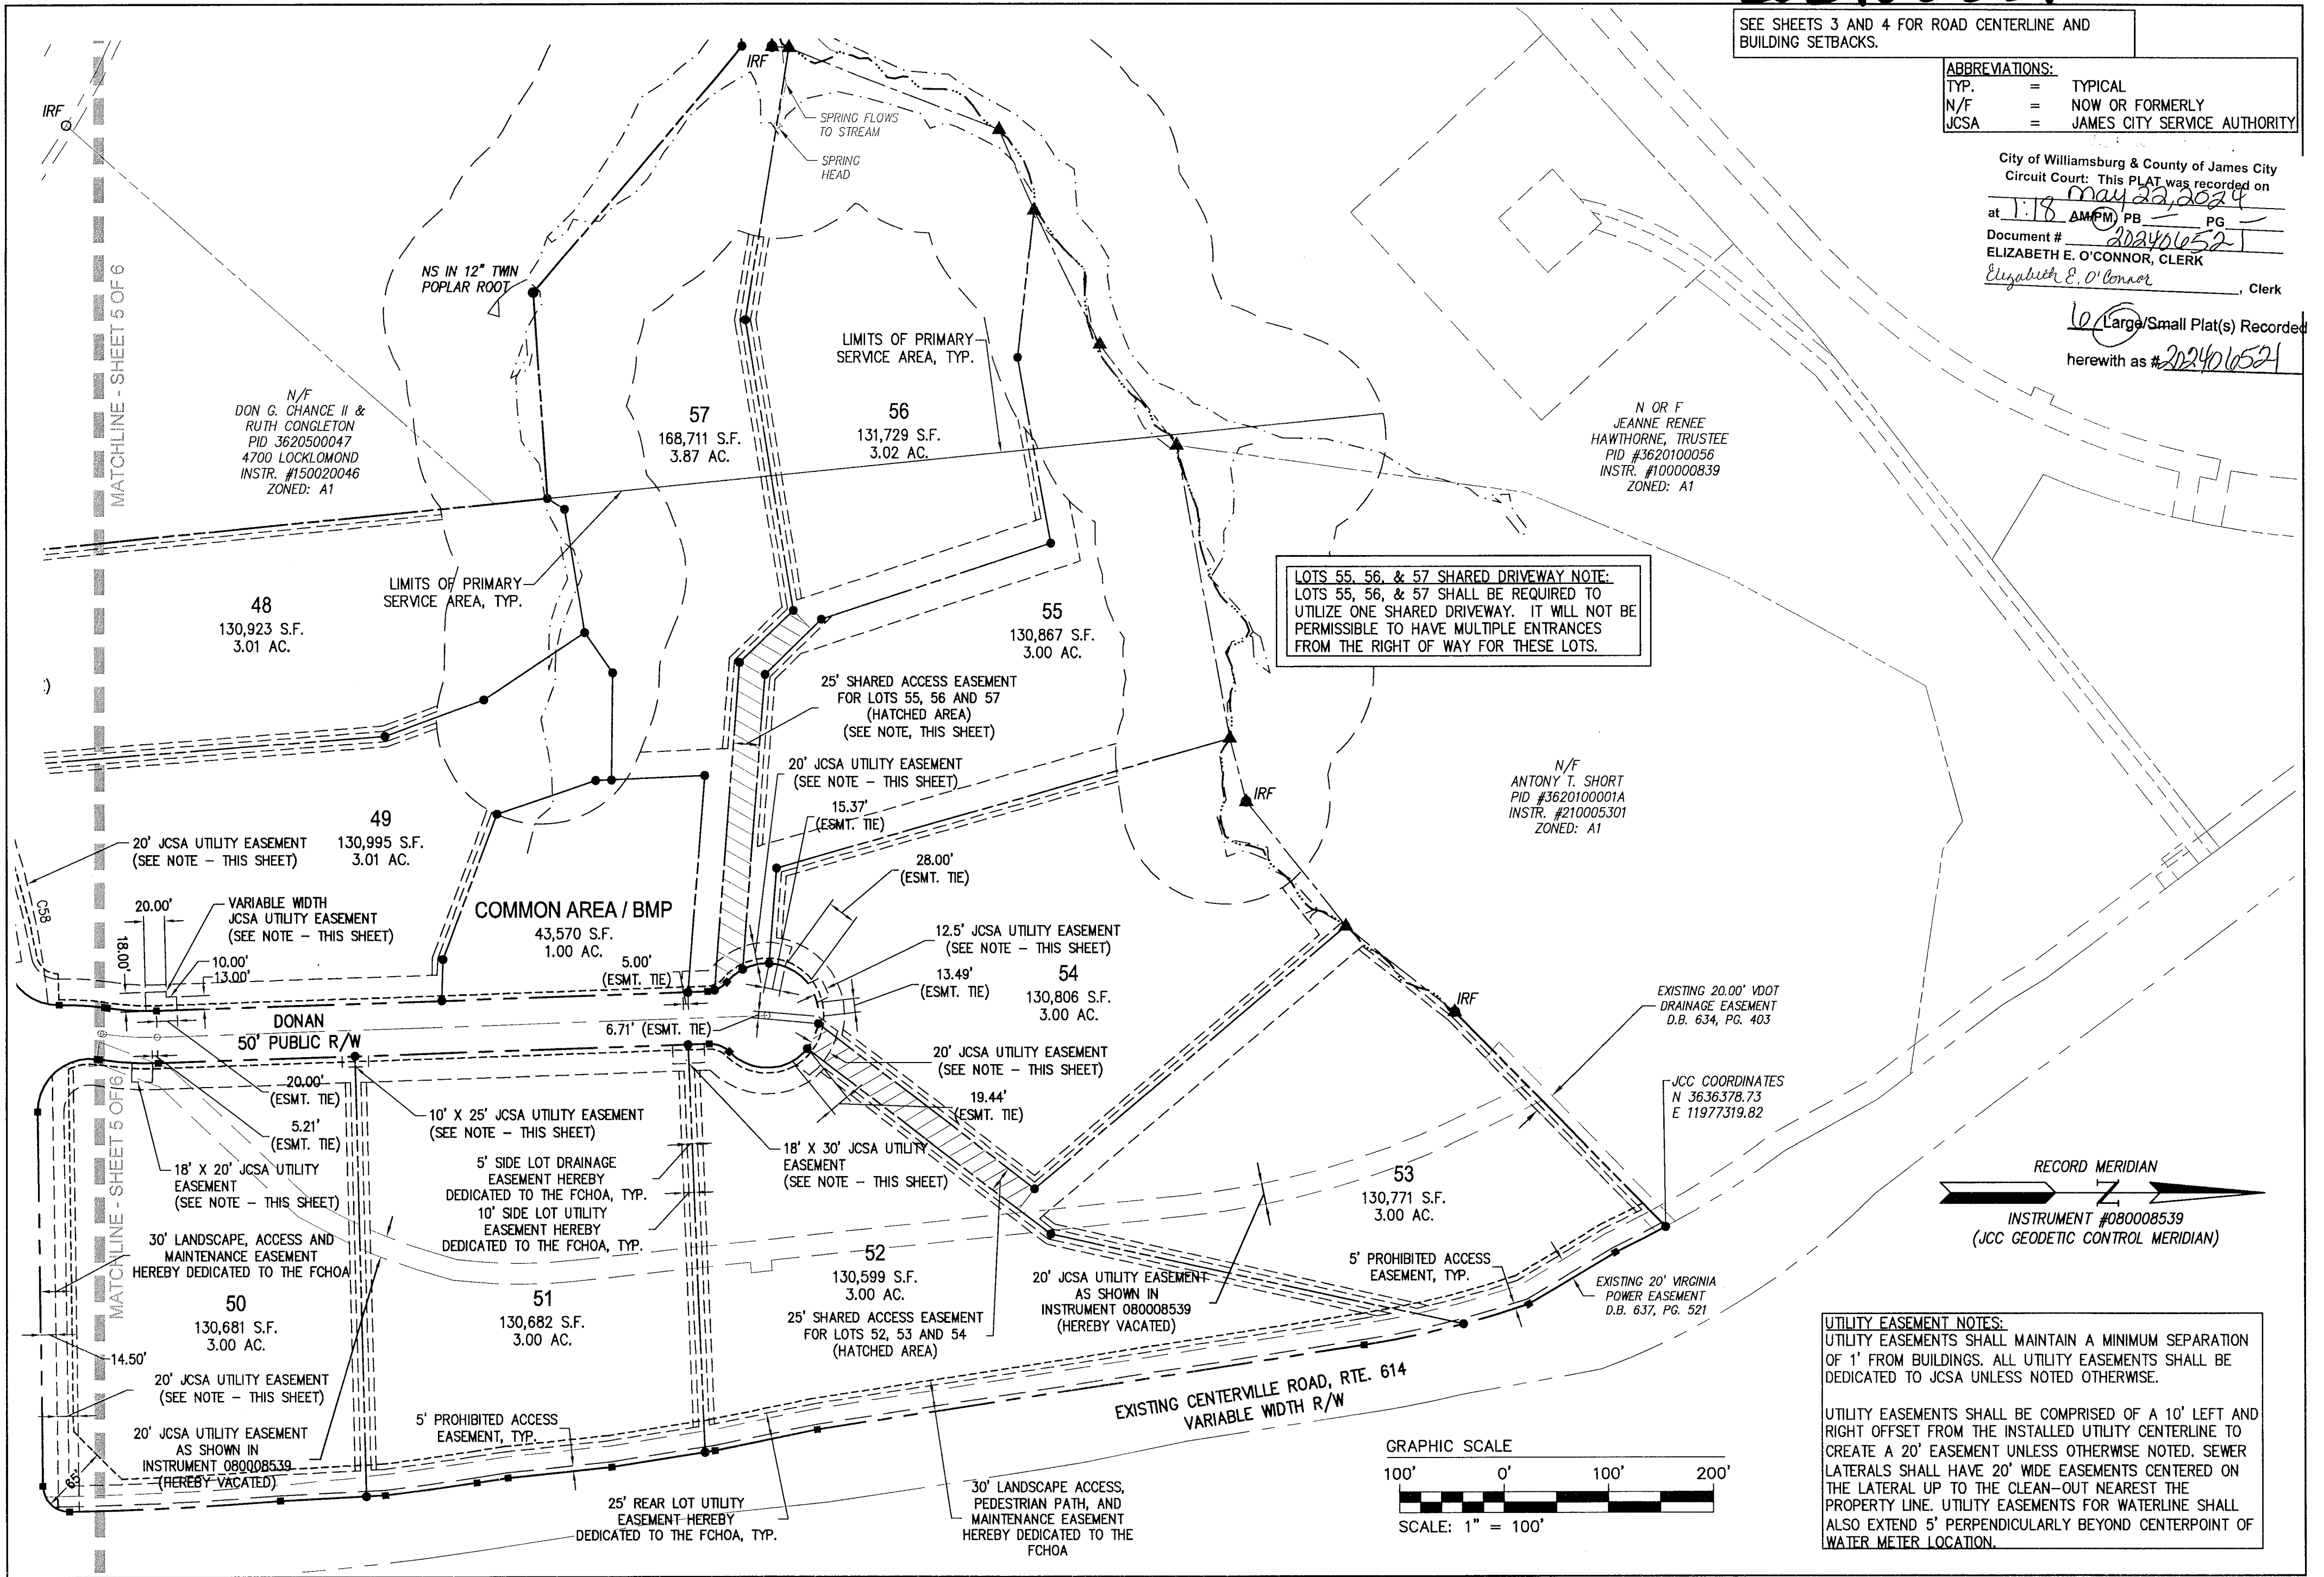 SEE SHEETS 3 AND 4 FOR ROAD CENTERLINE AND
BUILDING SETBACKS.
ABBREVIATIONS:
TYP. = TYPICAL
N/F = NOW OR FORMERLY
JCSA = JAMES CITY SERVICE AUTHORITY
City of Williamsburg & County of James City
Circuit Court: This PLAT was recorded on
May 22, 2024
at 1:18 AM/PM, PB — PG —
Document # 202406521
ELIZABETH E. O'CONNOR, CLERK
Elizabeth E. O'Connor, Clerk
6 Large/Small Plat(s) Recorded
herewith as # 202406521
IRF
IRF
SPRING FLOWS
TO STREAM
SPRING
HEAD
NS IN 12" TWIN
POPLAR ROOT
MATCHLINE - SHEET 5 OF 6
LIMITS OF PRIMARY
SERVICE AREA, TYP.
N/F
DON G. CHANCE II &
RUTH CONGLETON
PID 3620500047
4700 LOCKLOMOND
INSTR. #150020046
ZONED: A1
57
168,711 S.F.
3.87 AC.
56
131,729 S.F.
3.02 AC.
N OR F
JEANNE RENEE
HAWTHORNE, TRUSTEE
PID #3620100056
INSTR. #100000839
ZONED: A1
LIMITS OF PRIMARY
SERVICE AREA, TYP.
48
130,923 S.F.
3.01 AC.
:)
55
130,867 S.F.
3.00 AC.
LOTS 55, 56, & 57 SHARED DRIVEWAY NOTE:
LOTS 55, 56, & 57 SHALL BE REQUIRED TO
UTILIZE ONE SHARED DRIVEWAY. IT WILL NOT BE
PERMISSIBLE TO HAVE MULTIPLE ENTRANCES
FROM THE RIGHT OF WAY FOR THESE LOTS.
25' SHARED ACCESS EASEMENT
FOR LOTS 55, 56 AND 57
(HATCHED AREA)
(SEE NOTE, THIS SHEET)
20' JCSA UTILITY EASEMENT
(SEE NOTE – THIS SHEET)
15.37'
(ESMT. TIE)
28.00'
(ESMT. TIE)
IRF
N/F
ANTONY T. SHORT
PID #3620100001A
INSTR. #210005301
ZONED: A1
49
130,995 S.F.
3.01 AC.
20' JCSA UTILITY EASEMENT
(SEE NOTE – THIS SHEET)
C58
20.00'
18.00'
VARIABLE WIDTH
JCSA UTILITY EASEMENT
(SEE NOTE – THIS SHEET)
10.00'
13.00'
COMMON AREA / BMP
43,570 S.F.
1.00 AC.
5.00'
(ESMT. TIE)
12.5' JCSA UTILITY EASEMENT
(SEE NOTE – THIS SHEET)
13.49'
(ESMT. TIE)
54
130,806 S.F.
3.00 AC.
IRF
EXISTING 20.00' VDOT
DRAINAGE EASEMENT
D.B. 634, PG. 403
DONAN
50' PUBLIC R/W
6.71' (ESMT. TIE)
20' JCSA UTILITY EASEMENT
(SEE NOTE – THIS SHEET)
19.44'
(ESMT. TIE)
JCC COORDINATES
N 3636378.73
E 11977319.82
20.00'
(ESMT. TIE)
5.21'
(ESMT. TIE)
10' X 25' JCSA UTILITY EASEMENT
(SEE NOTE – THIS SHEET)
18' X 20' JCSA UTILITY
EASEMENT
(SEE NOTE – THIS SHEET)
5' SIDE LOT DRAINAGE
EASEMENT HEREBY
DEDICATED TO THE FCHOA, TYP.
10' SIDE LOT UTILITY
EASEMENT HEREBY
DEDICATED TO THE FCHOA, TYP.
18' X 30' JCSA UTILITY
EASEMENT
(SEE NOTE – THIS SHEET)
53
130,771 S.F.
3.00 AC.
RECORD MERIDIAN
N
INSTRUMENT #080008539
(JCC GEODETIC CONTROL MERIDIAN)
MATCHLINE - SHEET 5 OF 6
30' LANDSCAPE, ACCESS AND
MAINTENANCE EASEMENT
HEREBY DEDICATED TO THE FCHOA
50
130,681 S.F.
3.00 AC.
51
130,682 S.F.
3.00 AC.
52
130,599 S.F.
3.00 AC.
25' SHARED ACCESS EASEMENT
FOR LOTS 52, 53 AND 54
(HATCHED AREA)
20' JCSA UTILITY EASEMENT
AS SHOWN IN
INSTRUMENT 080008539
(HEREBY VACATED)
5' PROHIBITED ACCESS
EASEMENT, TYP.
EXISTING 20' VIRGINIA
POWER EASEMENT
D.B. 637, PG. 521
14.50'
20' JCSA UTILITY EASEMENT
(SEE NOTE – THIS SHEET)
20' JCSA UTILITY EASEMENT
AS SHOWN IN
INSTRUMENT 080008539
(HEREBY VACATED)
5' PROHIBITED ACCESS
EASEMENT, TYP.
EXISTING CENTERVILLE ROAD, RTE. 614
VARIABLE WIDTH R/W
25' REAR LOT UTILITY
EASEMENT HEREBY
DEDICATED TO THE FCHOA, TYP.
30' LANDSCAPE ACCESS,
PEDESTRIAN PATH, AND
MAINTENANCE EASEMENT
HEREBY DEDICATED TO THE
FCHOA
GRAPHIC SCALE
100' 0' 100' 200'
SCALE: 1" = 100'
UTILITY EASEMENT NOTES:
UTILITY EASEMENTS SHALL MAINTAIN A MINIMUM SEPARATION
OF 1' FROM BUILDINGS. ALL UTILITY EASEMENTS SHALL BE
DEDICATED TO JCSA UNLESS NOTED OTHERWISE.
UTILITY EASEMENTS SHALL BE COMPRISED OF A 10' LEFT AND
RIGHT OFFSET FROM THE INSTALLED UTILITY CENTERLINE TO
CREATE A 20' EASEMENT UNLESS OTHERWISE NOTED. SEWER
LATERALS SHALL HAVE 20' WIDE EASEMENTS CENTERED ON
THE LATERAL UP TO THE CLEAN–OUT NEAREST THE
PROPERTY LINE. UTILITY EASEMENTS FOR WATERLINE SHALL
ALSO EXTEND 5' PERPENDICULARLY BEYOND CENTERPOINT OF
WATER METER LOCATION.